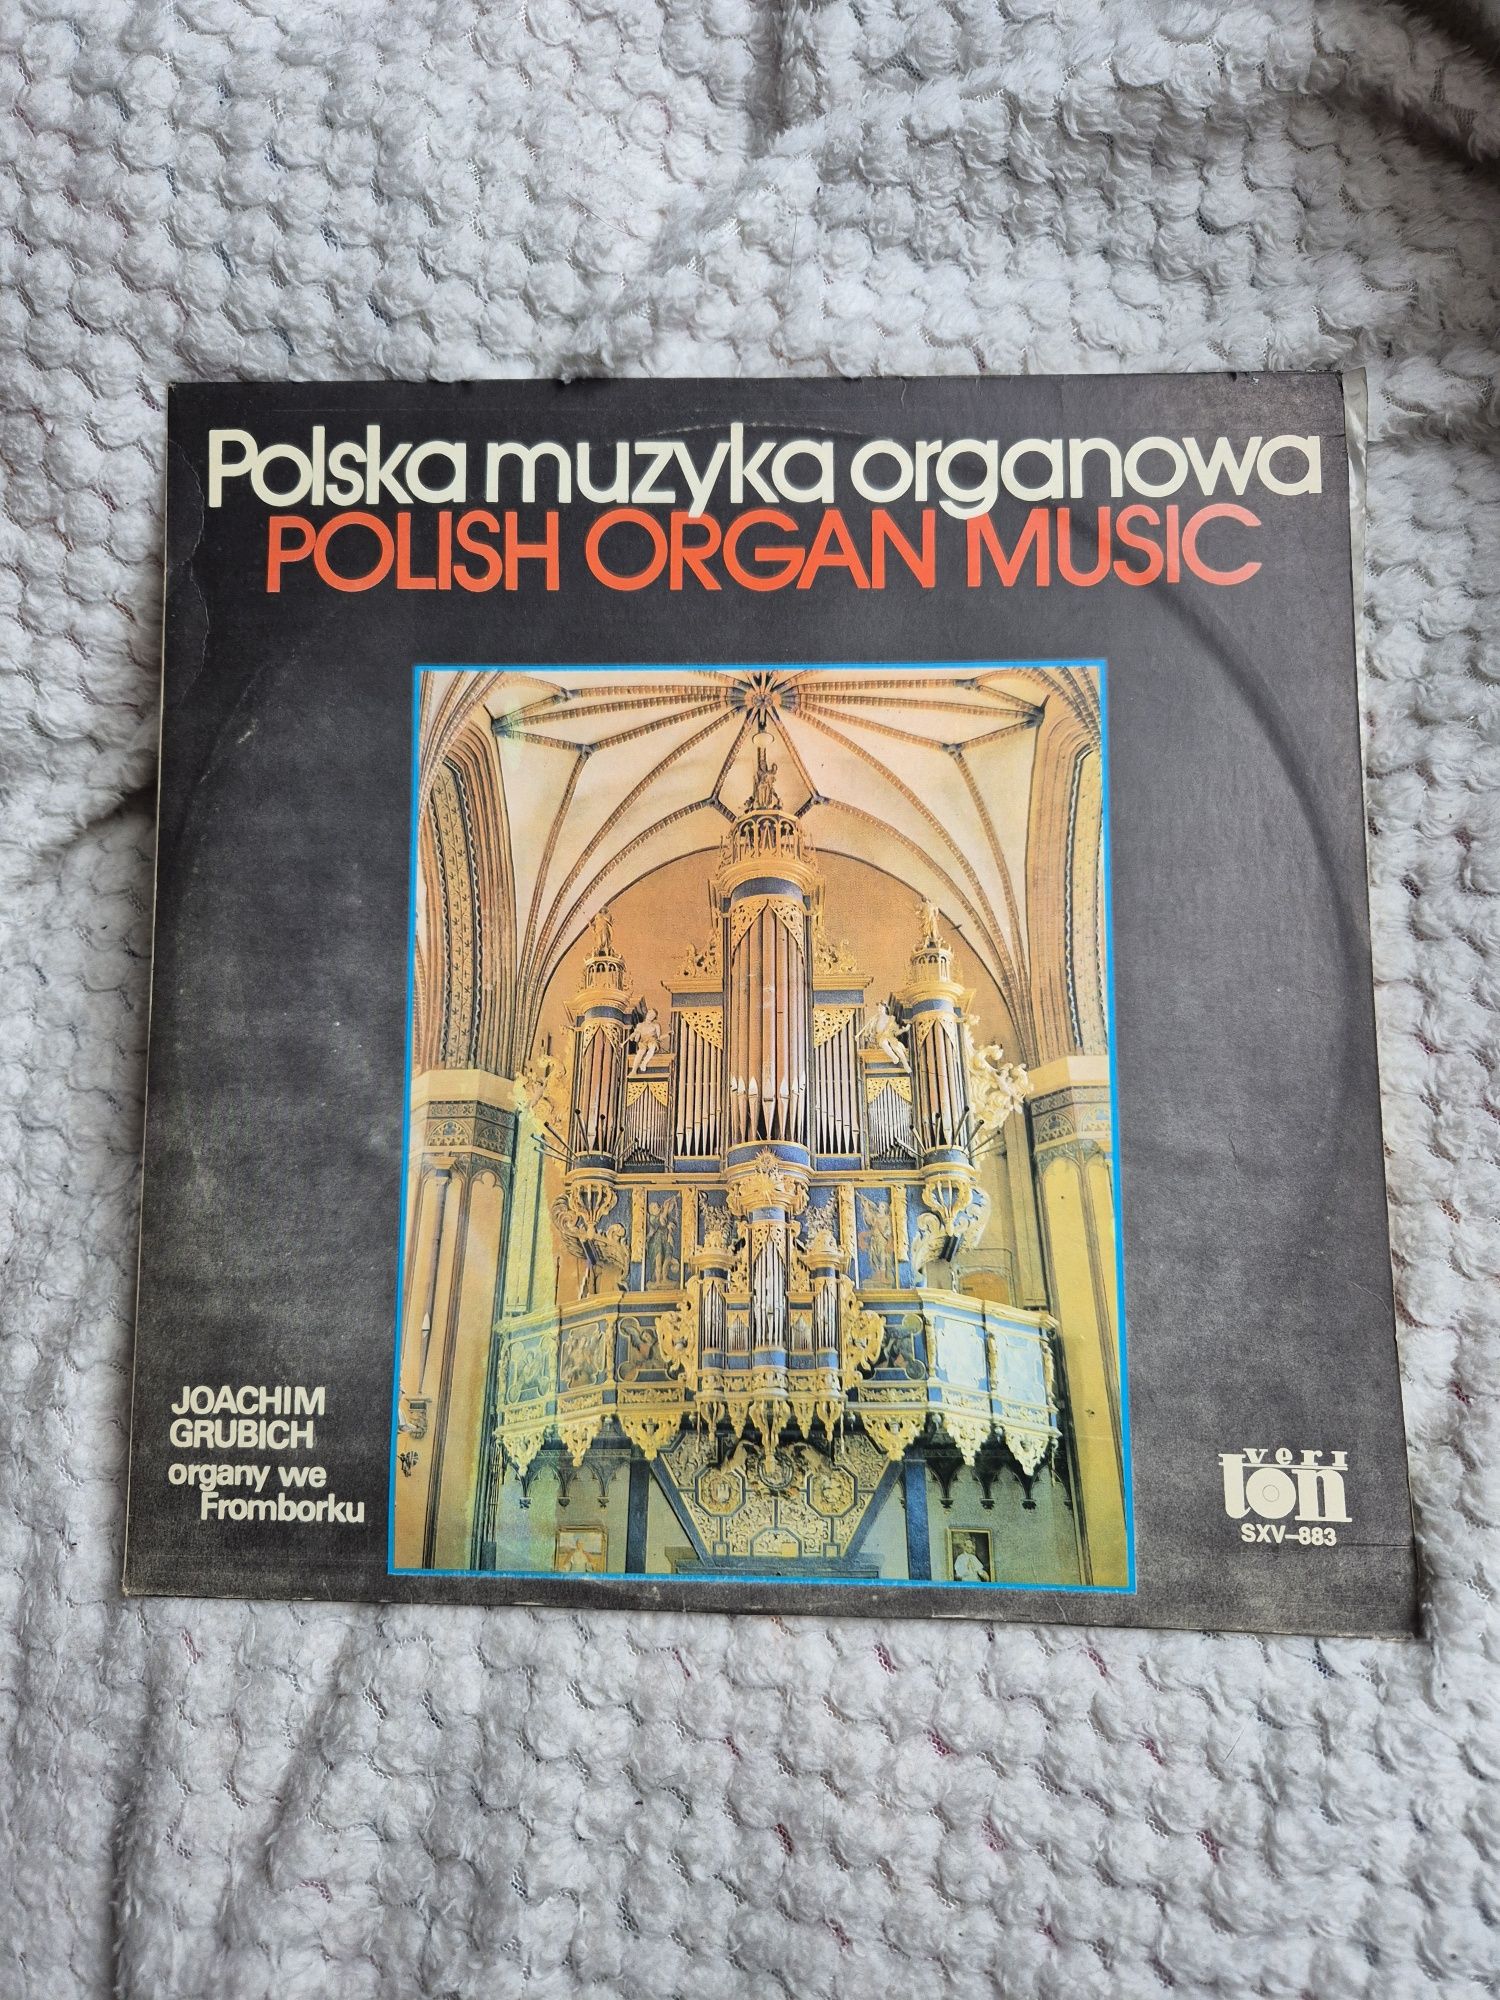 Polska muzyka organowa
POLISH ORGAN MUSIC
JOACHIM
GRUBICH
organy we
Fromborku
veri
ton
SXV-883